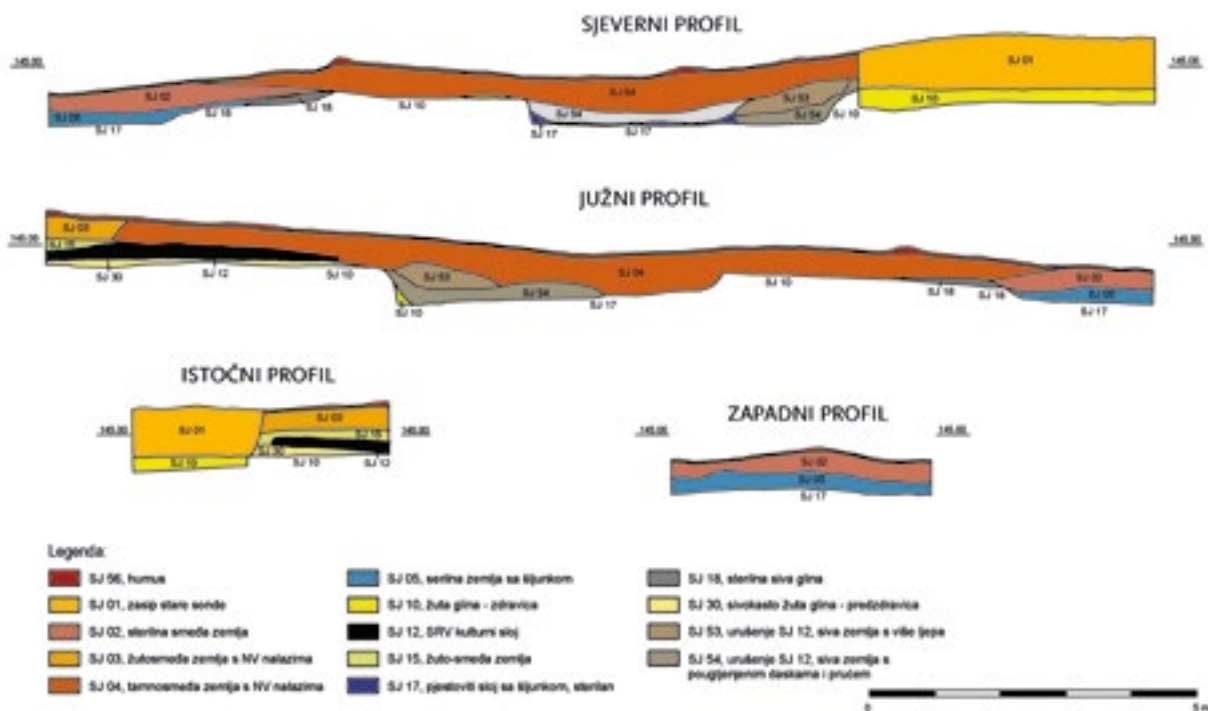 SJEVERNI PROFIL
145.00
145.00
SJ 01
SJ 02
SJ 04
SJ 18
SJ 18
SJ 10
SJ 53
SJ 10
SJ 05
SJ 54
SJ 54
SJ 10
SJ 17
SJ 17
SJ 17
JUŽNI PROFIL
SJ 03
145.00
145.00
SJ 15
SJ 30
SJ 12
SJ 10
SJ 53
SJ 04
SJ 10
SJ 54
SJ 17
SJ 18
SJ 18
SJ 05
SJ 10
SJ 17
ISTOČNI PROFIL
ZAPADNI PROFIL
145.00
SJ 01
SJ 03
SJ 15
145.00
SJ 30
SJ 10
SJ 10
SJ 12
145.00
145.00
SJ 02
SJ 05
SJ 17
Legenda:
SJ 56, humus
SJ 01, zasip stare sonde
SJ 02, sterilna smeđa zemlja
SJ 03, žutosmeđa zemlja s NV nalazima
SJ 04, tamnosmeđa zemlja s NV nalazima
SJ 05, serilna zemlja sa šljunkom
SJ 10, žuta glina - zdravica
SJ 12, SRV kulturni sloj
SJ 15, žuto-smeđa zemlja
SJ 17, pjeskoviti sloj sa šljunkom, sterilan
SJ 18, sterilna siva glina
SJ 30, sivokasto žuta glina - predzdravica
SJ 53, urušenje SJ 12, siva zemlja s više ljepa
SJ 54, urušenje SJ 12, siva zemlja s
pougljenjenim daskama i prućem
0
5 m